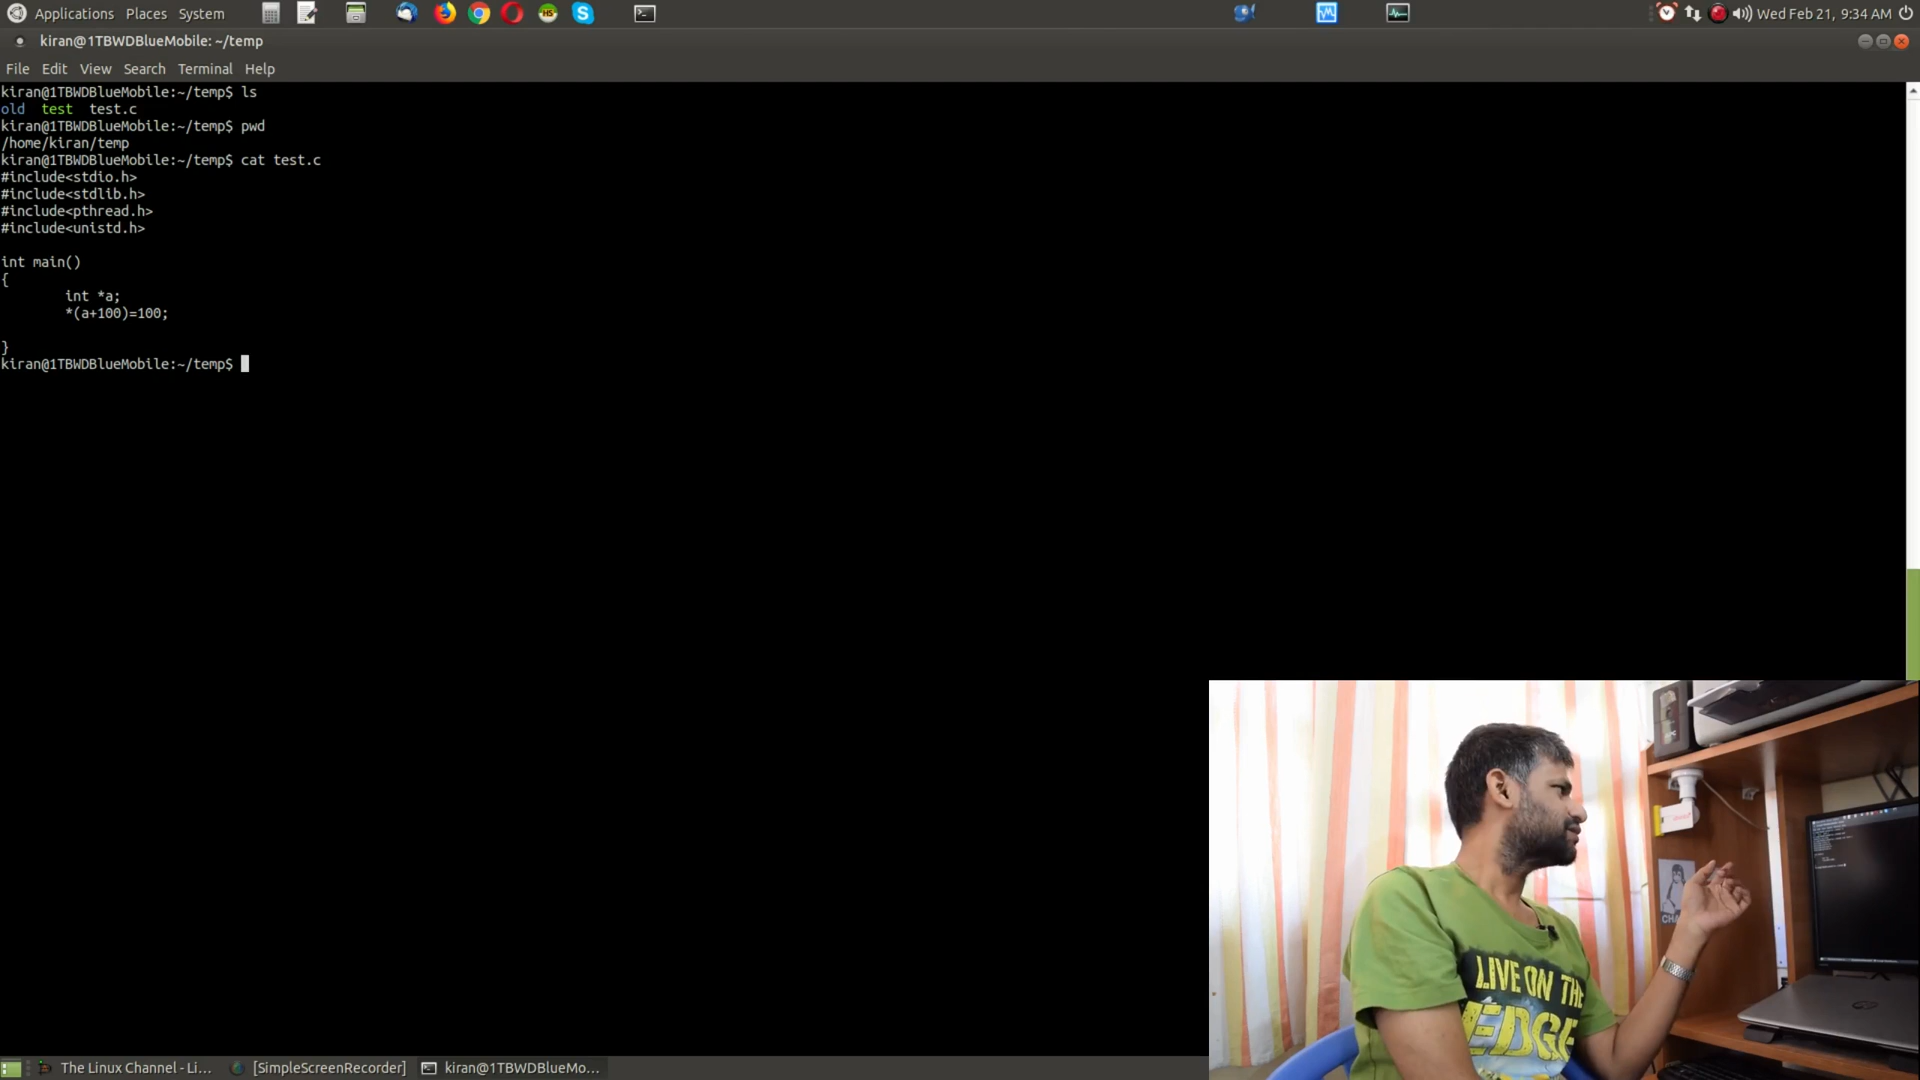 Applications Places System
Wed Feb 21, 9:34 AM
kiran@1TBWDBlueMobile: ~/temp
File Edit View Search Terminal Help
kiran@1TBWDBlueMobile:~/temp$ ls
old test test.c
kiran@1TBWDBlueMobile:~/temp$ pwd
/home/kiran/temp
kiran@1TBWDBlueMobile:~/temp$ cat test.c
#include<stdio.h>
#include<stdlib.h>
#include<pthread.h>
#include<unistd.h>
int main()
{
int *a;
*(a+100)=100;
}
kiran@1TBWDBlueMobile:~/temp$
LIVE ON THE
EDGE
The Linux Channel - Li...
[SimpleScreenRecorder]
kiran@1TBWDBlueMo...